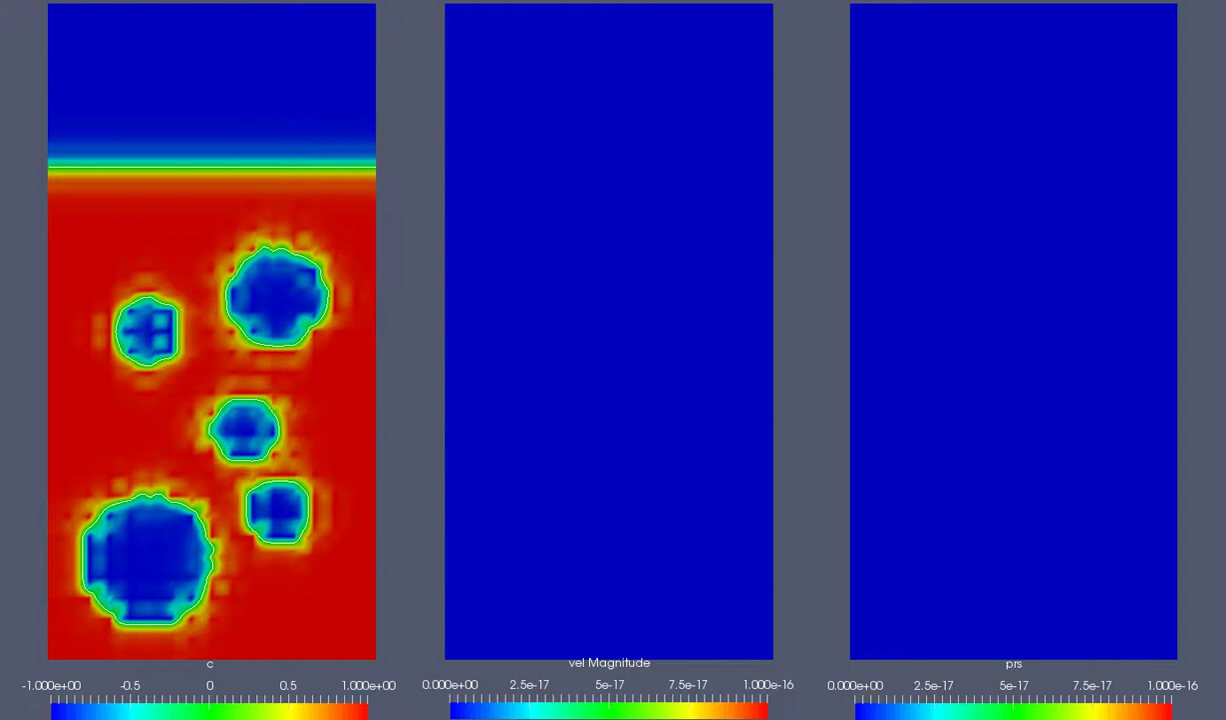 c
-1.000e+00 -0.5 0 0.5 1.000e+00
vel Magnitude
0.000e+00 2.5e-17 5e-17 7.5e-17 1.000e-16
prs
0.000e+00 2.5e-17 5e-17 7.5e-17 1.000e-16